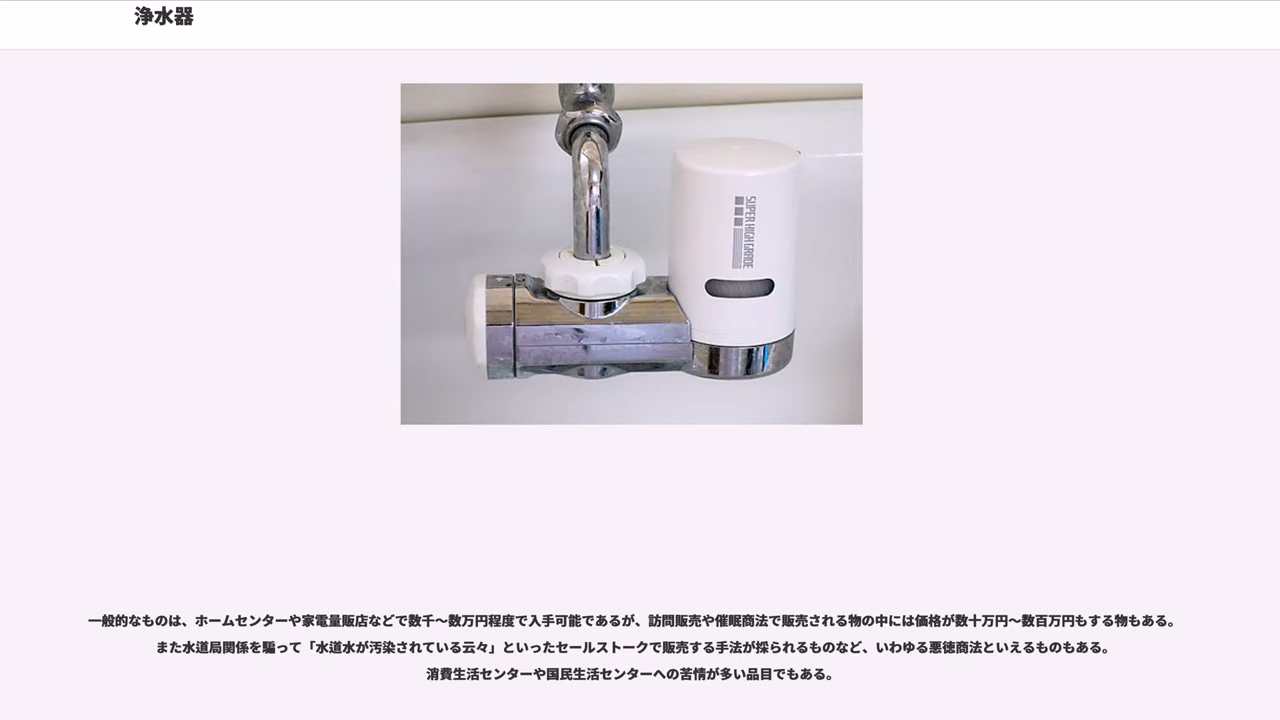 浄水器
SUPER HIGH GRADE
一般的なものは、ホームセンターや家電量販店などで数千〜数万円程度で入手可能であるが、訪問販売や催眠商法で販売される物の中には価格が数十万円〜数百万円もする物もある。
また水道局関係を騙って「水道水が汚染されている云々」といったセールストークで販売する手法が採られるものなど、いわゆる悪徳商法といえるものもある。
消費生活センターや国民生活センターへの苦情が多い品目でもある。